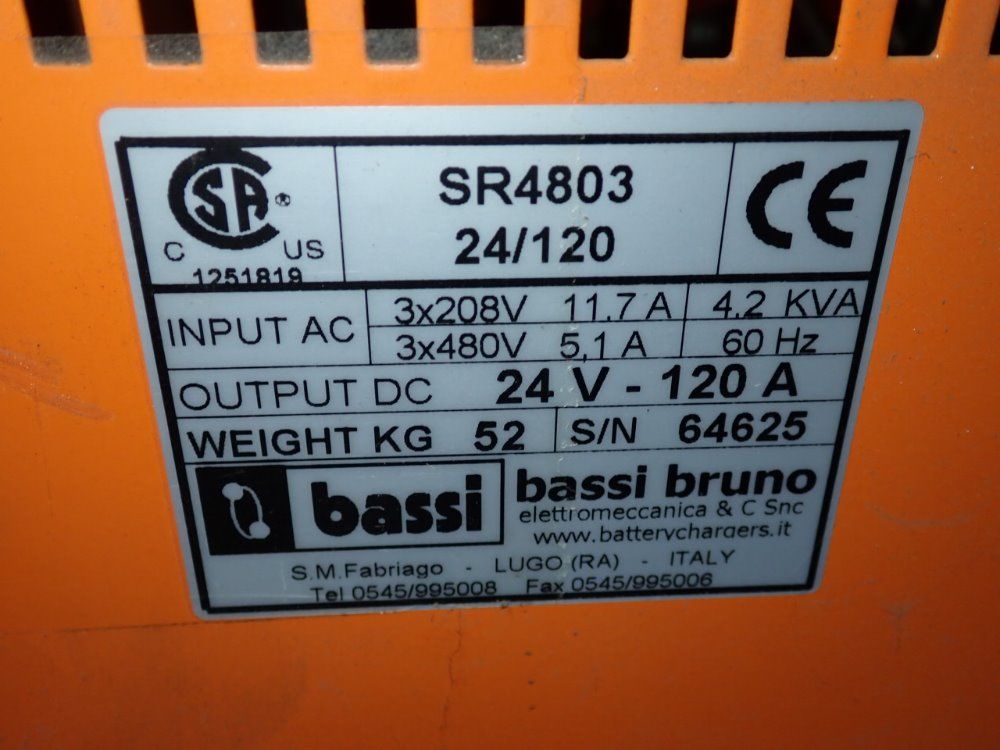 CSA ®
C US
1251819
SR4803
24/120
CE
INPUT AC 3x208V 11.7 A 4.2 KVA
3x480V 5,1 A 60 Hz
OUTPUT DC 24 V - 120 A
WEIGHT KG 52 S/N 64625
bassi bassi bruno
elettromeccanica & C Snc
www.batterychargers.it
S.M.Fabriago - LUGO (RA) - ITALY
Tel 0545/995008 Fax 0545/995006